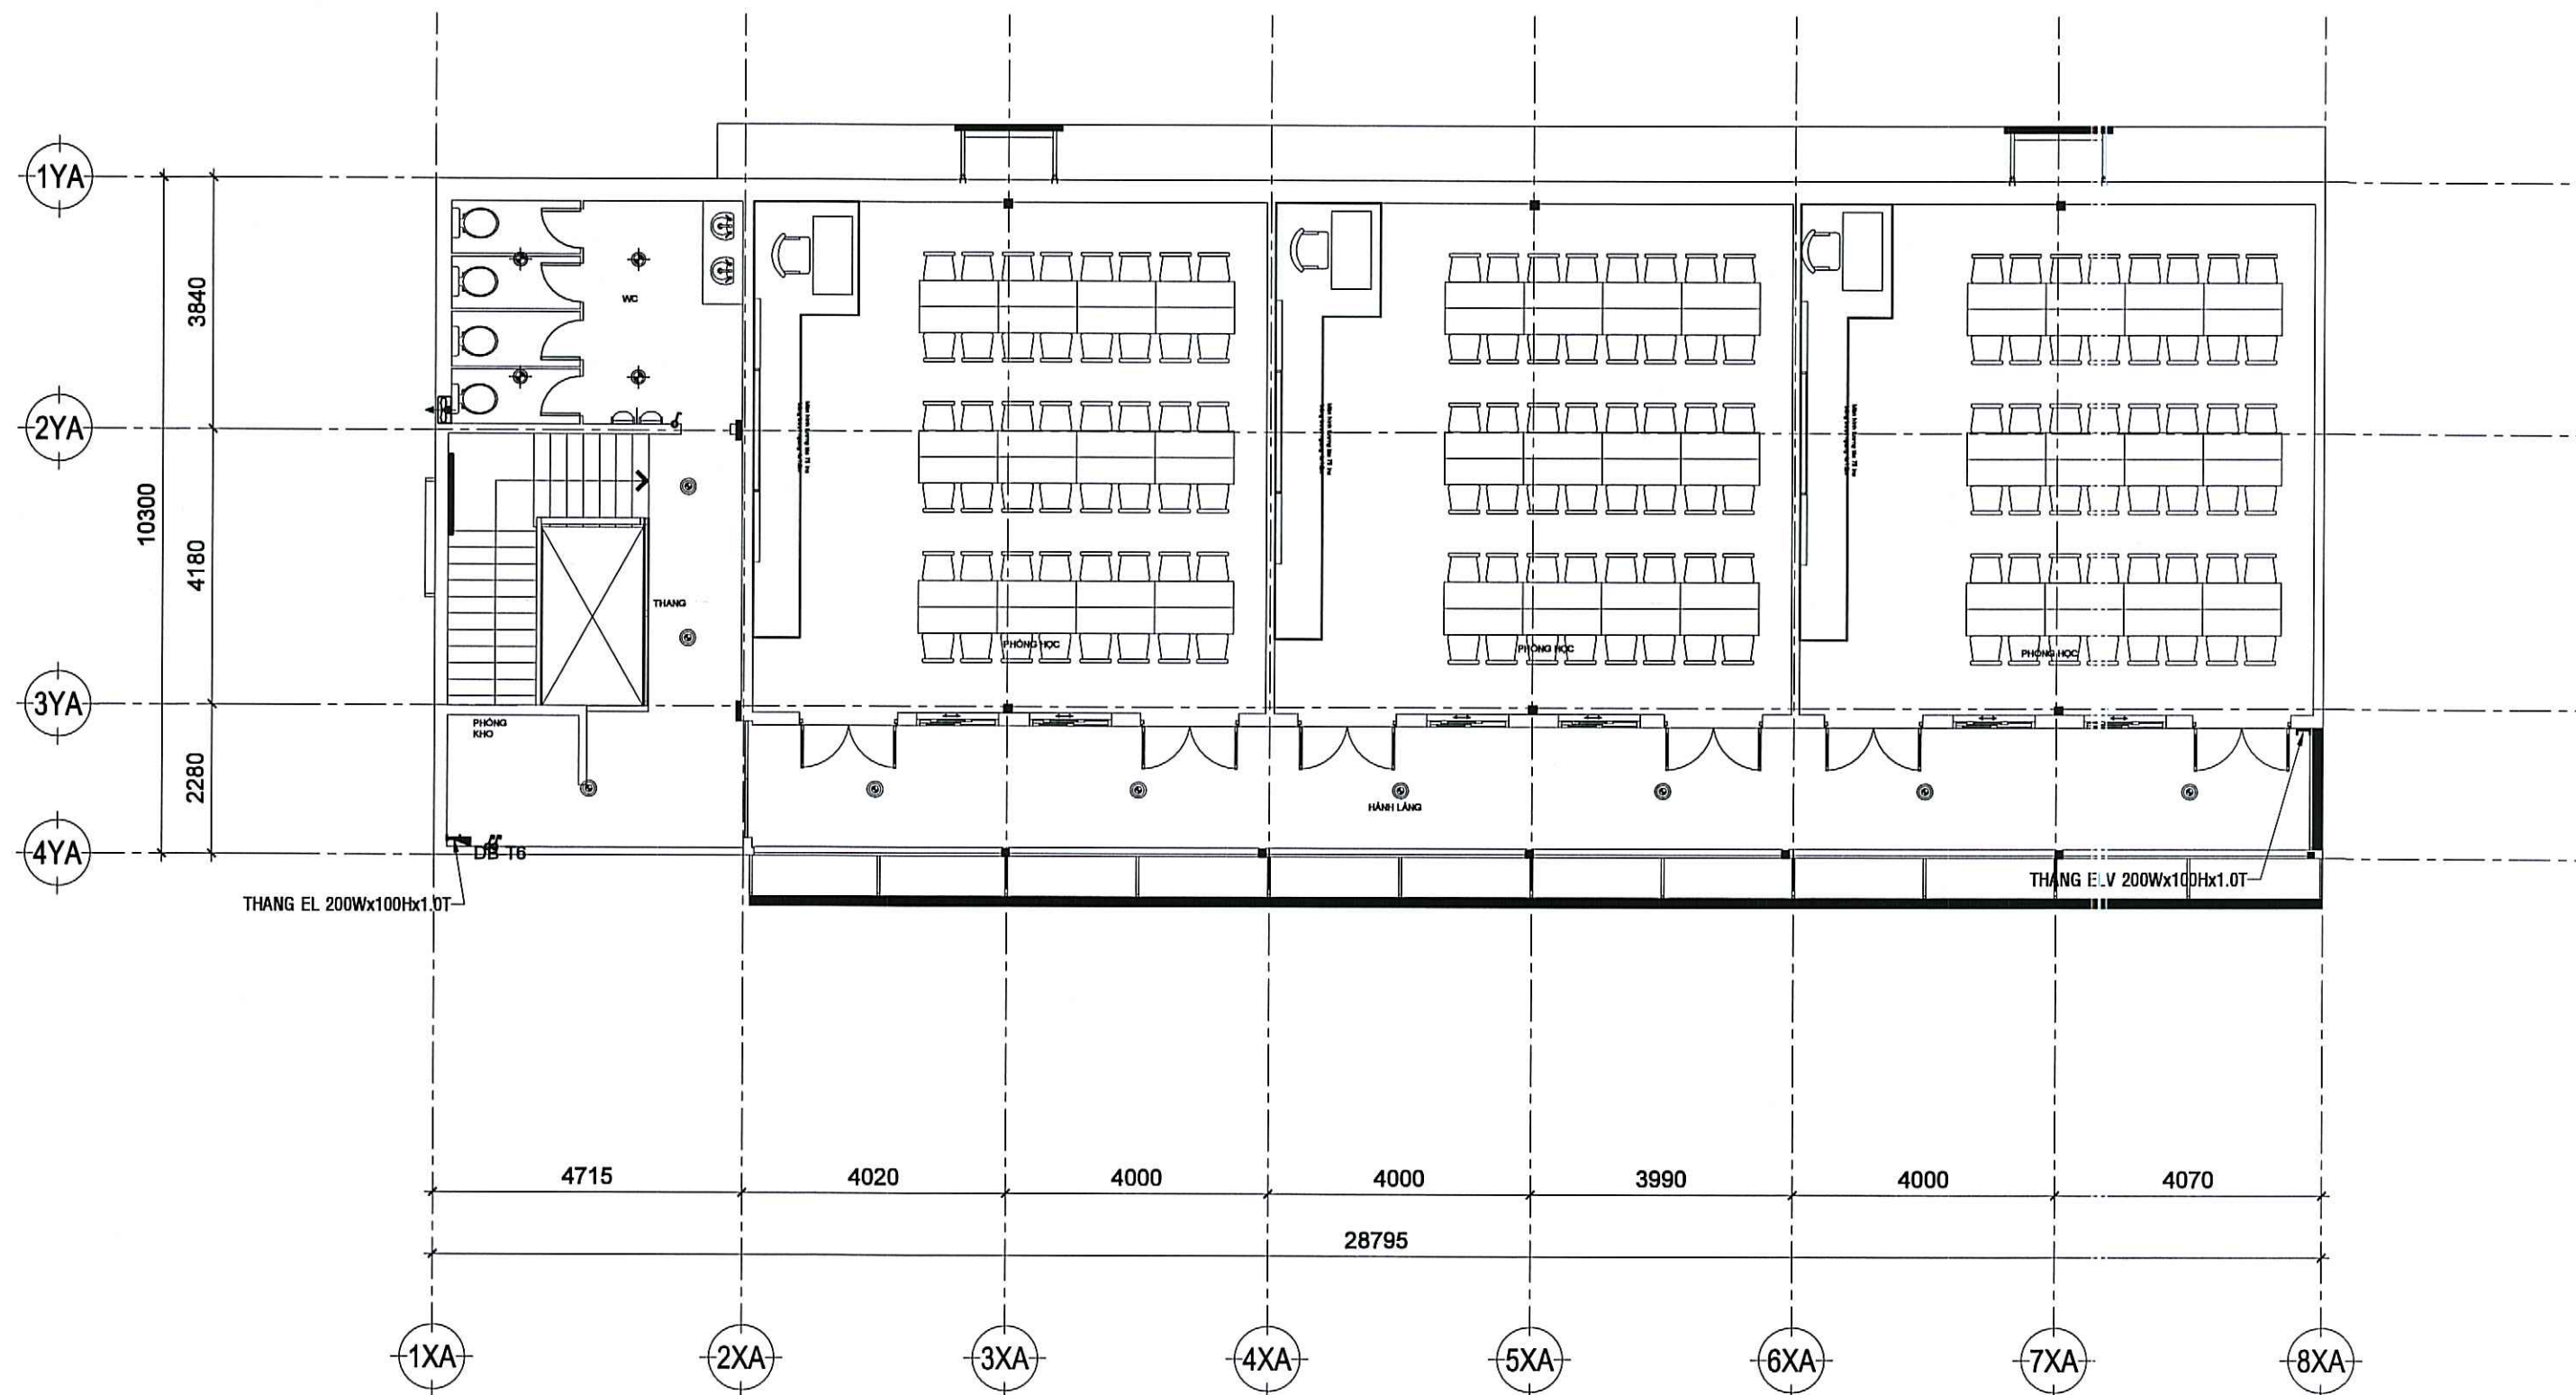 1YA
2YA
3YA
4YA
10300
3840
4180
2280
WC
THANG
PHÒNG
KHO
PHÒNG HỌC
PHÒNG HỌC
PHÒNG HỌC
HÀNH LANG
DB-T6
THANG EL 200Wx100Hx1.0T
THANG ELV 200Wx100Hx1.0T
4715
4020
4000
4000
3990
4000
4070
28795
1XA
2XA
3XA
4XA
5XA
6XA
7XA
8XA